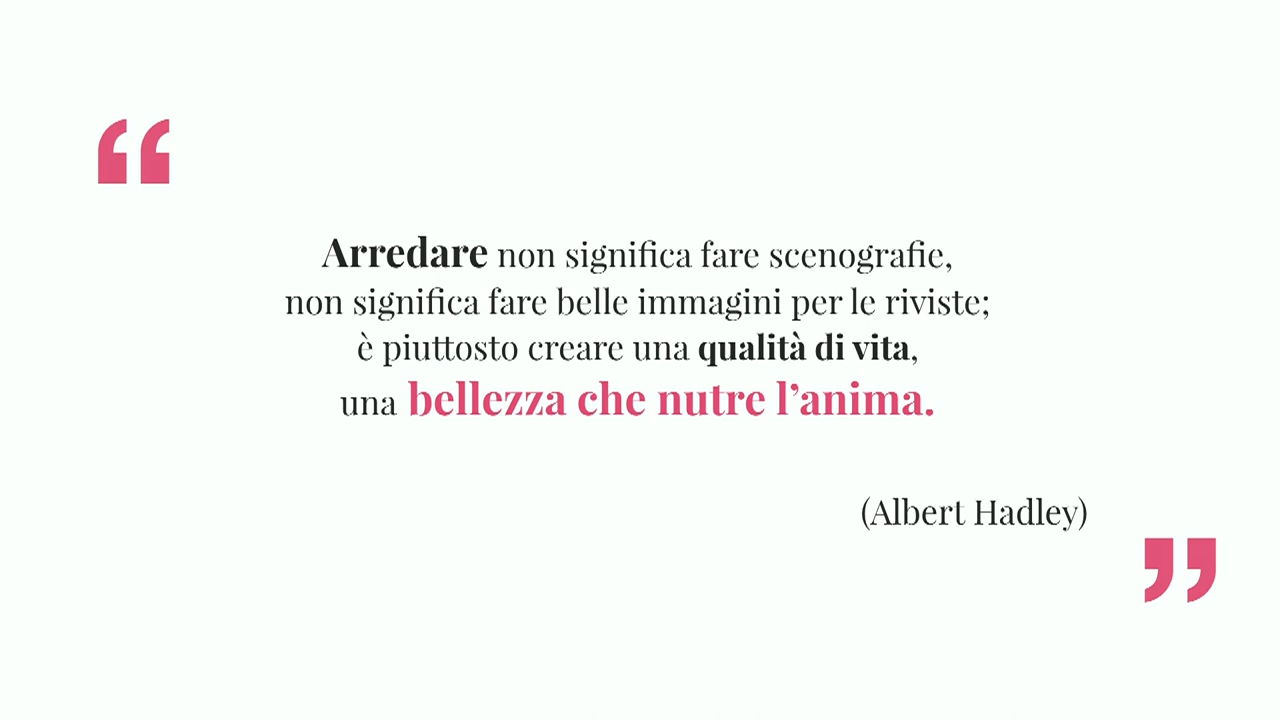 “
Arredare non significa fare scenografie,
non significa fare belle immagini per le riviste;
è piuttosto creare una qualità di vita,
una bellezza che nutre l’anima.
(Albert Hadley)
”